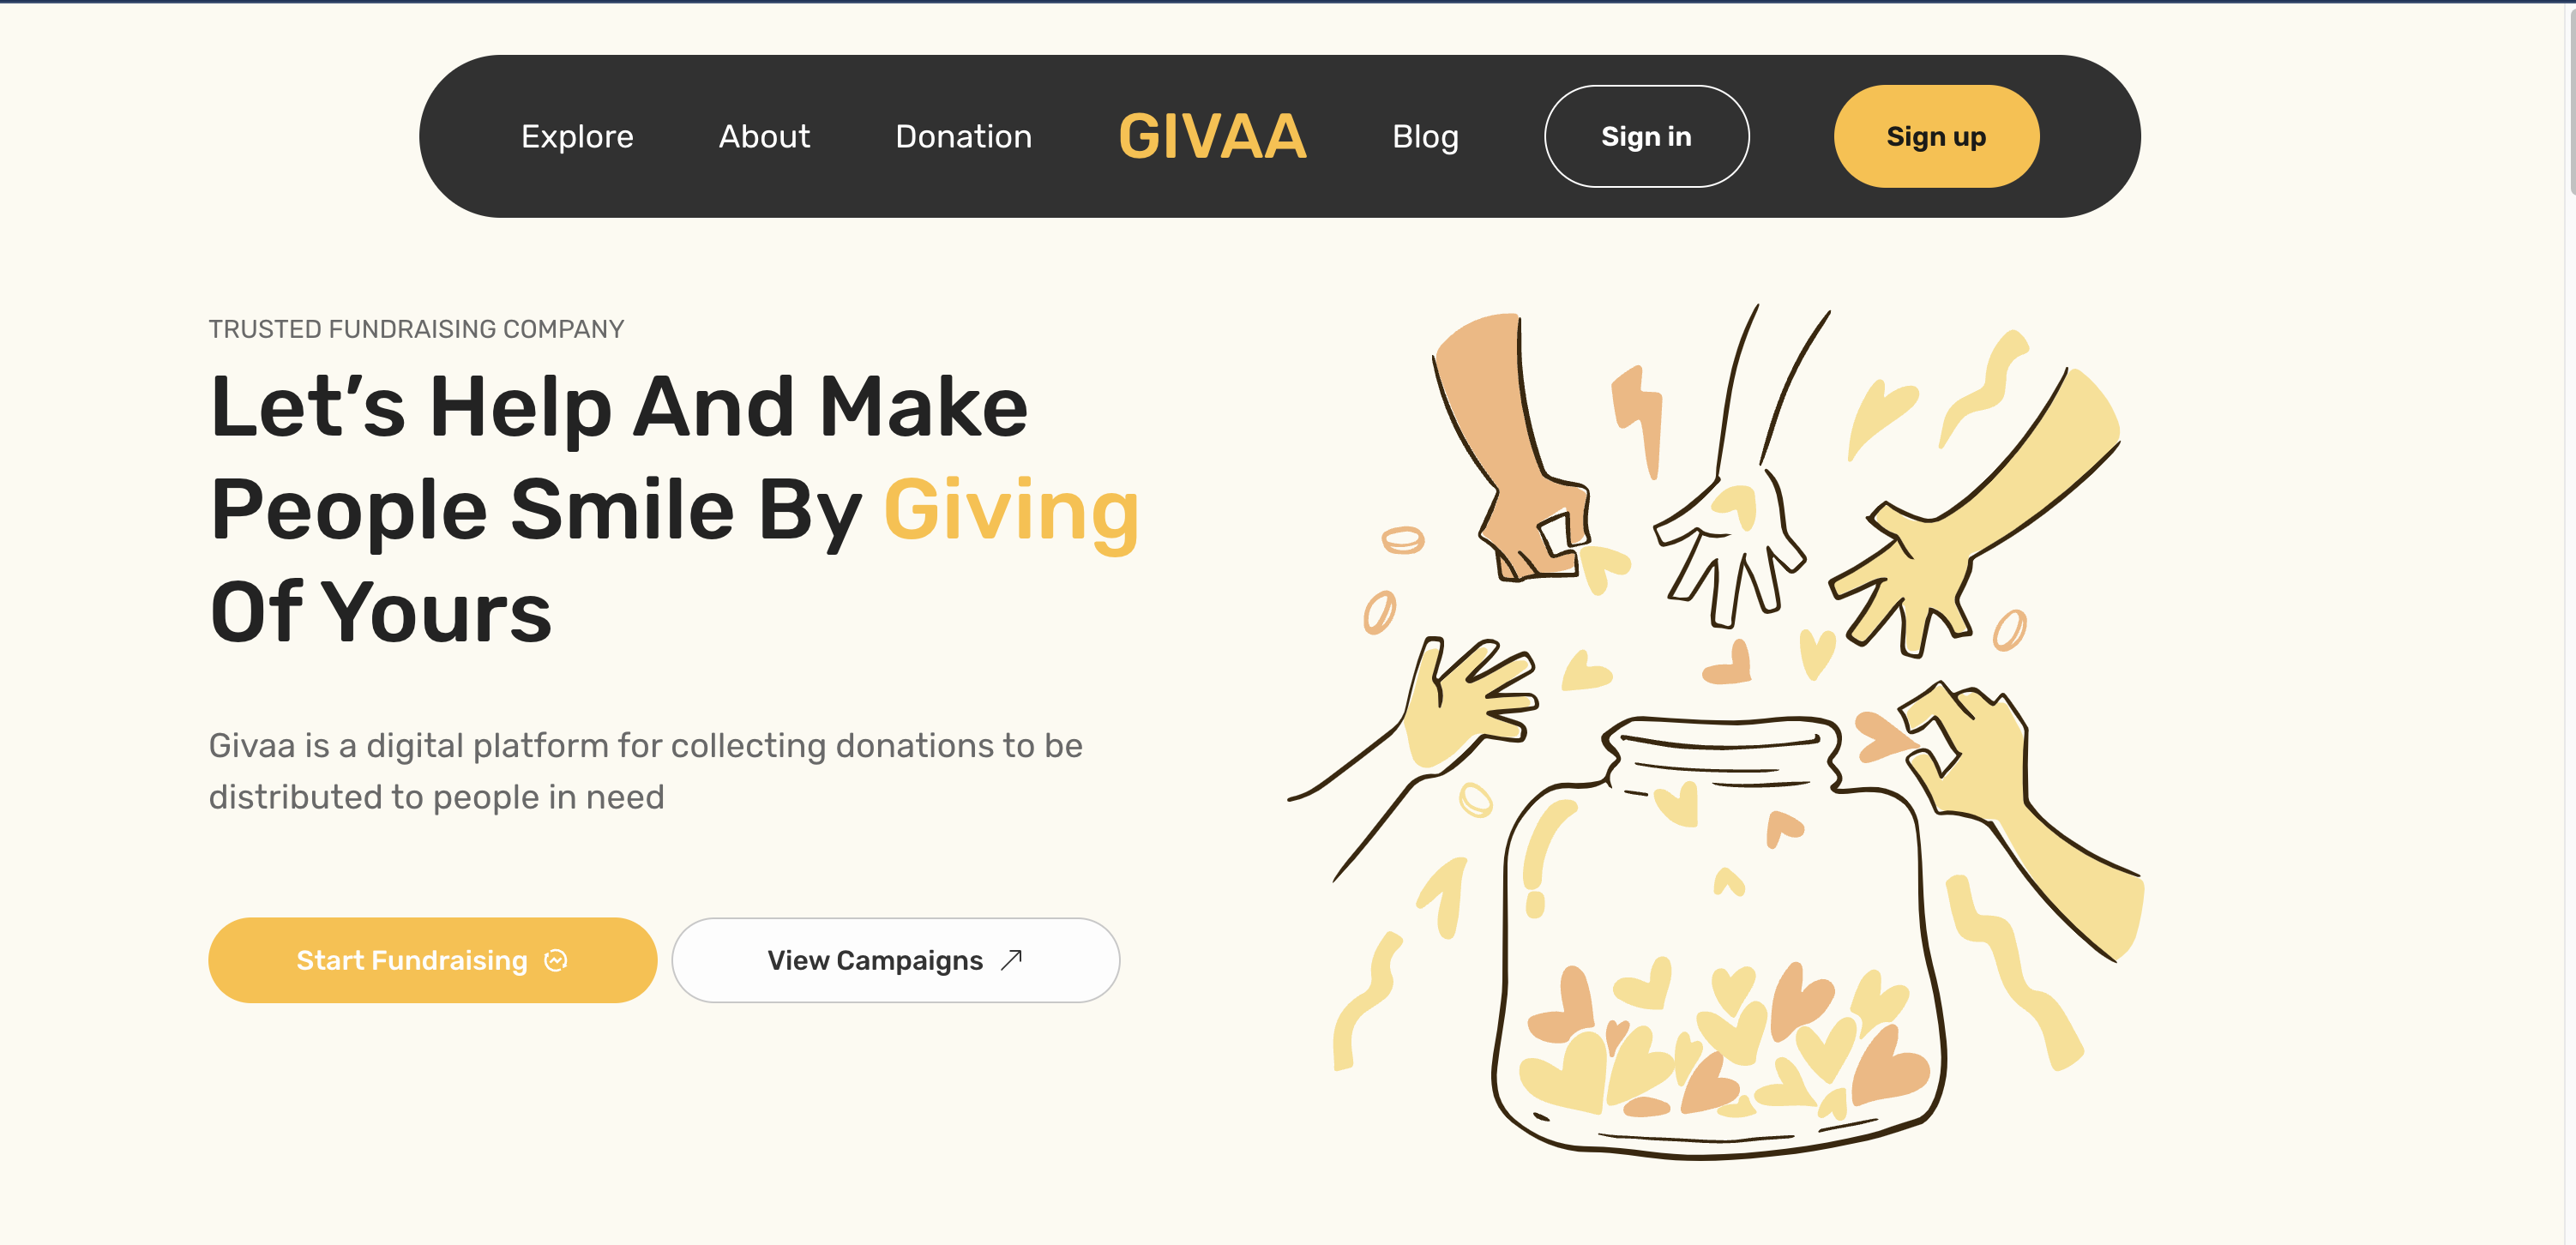 Explore About Donation GIVAA Blog Sign in Sign up
TRUSTED FUNDRAISING COMPANY
Let’s Help And Make
People Smile By Giving
Of Yours
Givaa is a digital platform for collecting donations to be
distributed to people in need
Start Fundraising View Campaigns